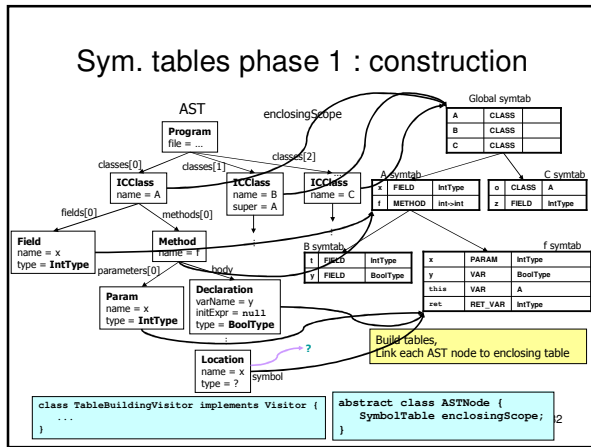 Sym. tables phase 1 : construction
AST
enclosingScope
Global symtab
A CLASS
B CLASS
C CLASS
Program
file = ...
classes[0]
classes[1]
classes[2]
ICClass
name = A
ICClass
name = B
super = A
ICClass
name = C
...
A symtab
x FIELD IntType
f METHOD int->int
C symtab
o CLASS A
z FIELD IntType
fields[0]
methods[0]
Field
name = x
type = IntType
Method
name = f
B symtab
t FIELD IntType
y FIELD BoolType
f symtab
x PARAM IntType
y VAR BoolType
this VAR A
ret RET_VAR IntType
parameters[0]
body
Param
name = x
type = IntType
Declaration
varName = y
initExpr = null
type = BoolType
?
Location
name = x
type = ?
symbol
Build tables,
Link each AST node to enclosing table
class TableBuildingVisitor implements Visitor {
...
}
abstract class ASTNode {
SymbolTable enclosingScope;
}
32